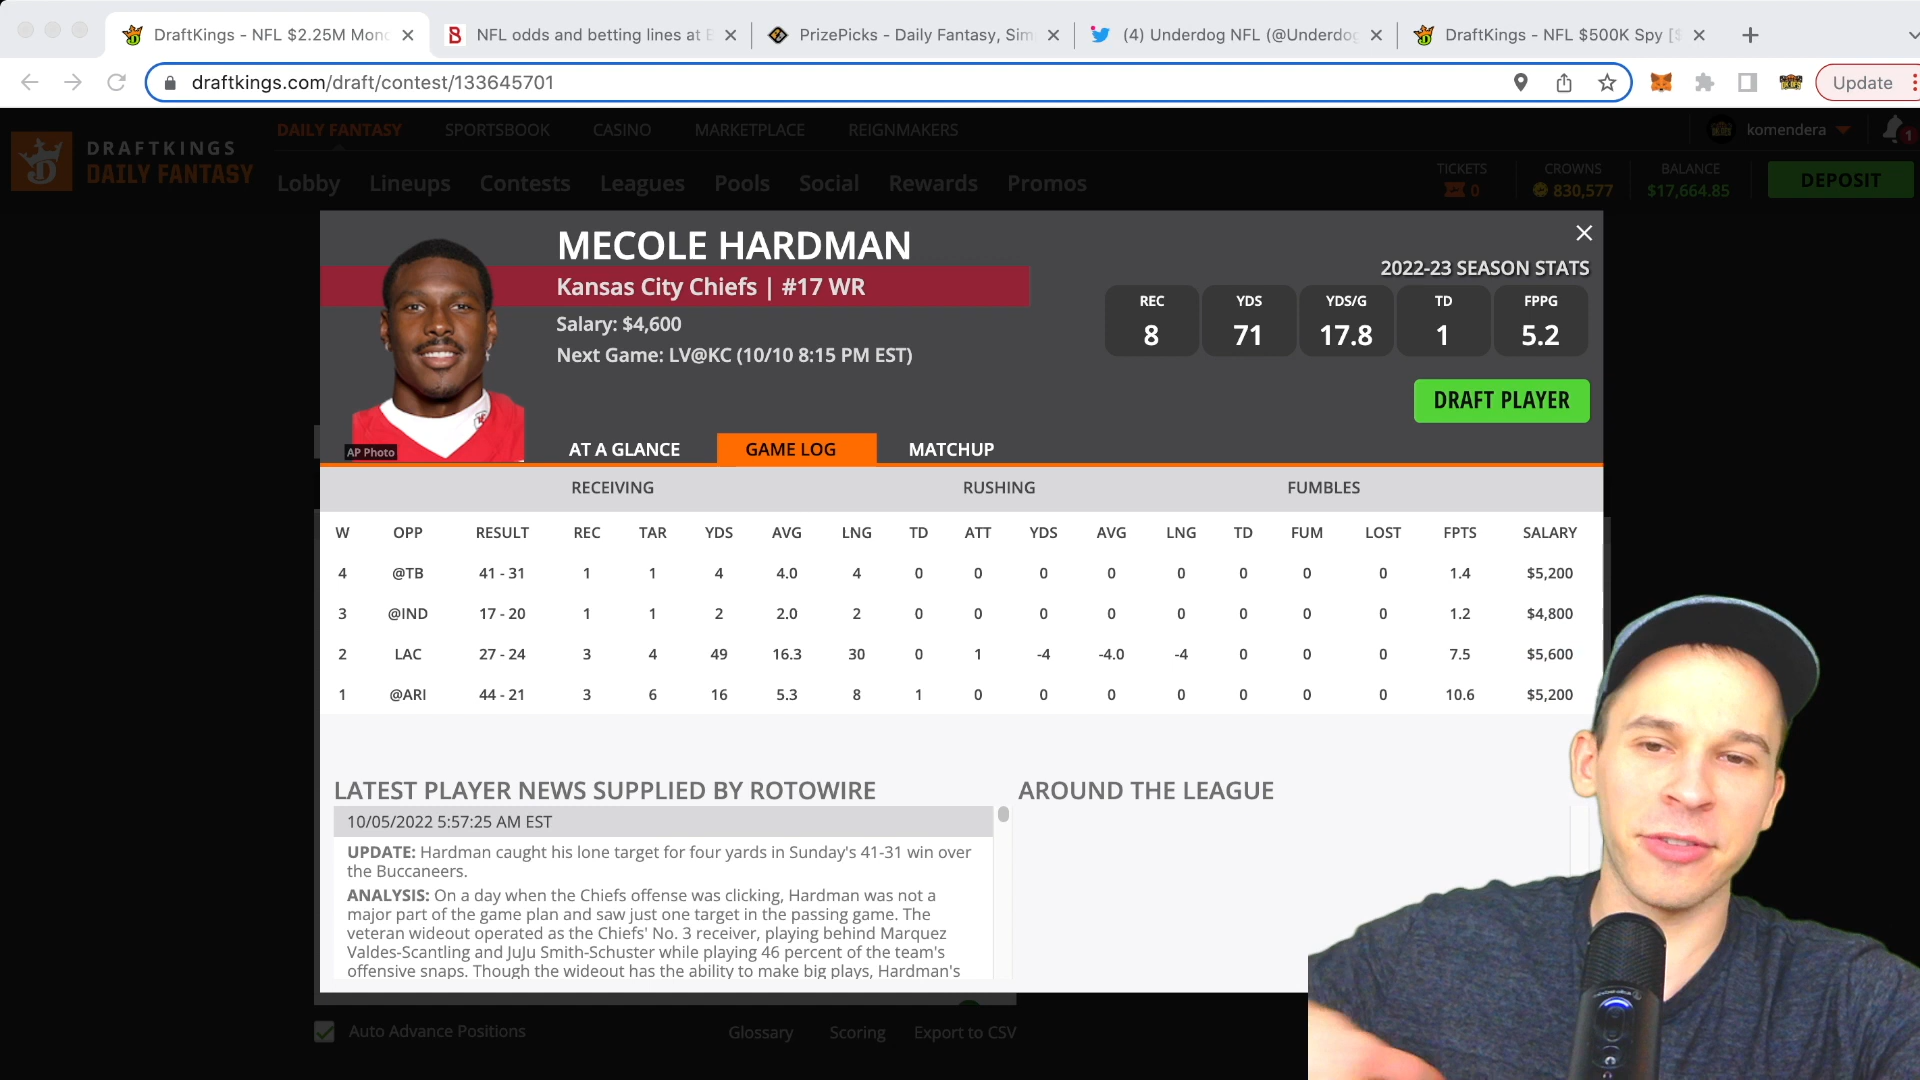 DraftKings - NFL $2.25M Mon
NFL odds and betting lines at
PrizePicks - Daily Fantasy, Sim
(4) Underdog NFL (@Underdog
DraftKings - NFL $500K Spy [$
draftkings.com/draft/contest/133645701
Update
DRAFTKINGS
DAILY FANTASY
DAILY FANTASY SPORTSBOOK CASINO MARKETPLACE REIGNMAKERS
komendera
1
Lobby Lineups Contests Leagues Pools Social Rewards Promos
TICKETS
0
CROWNS
830,577
BALANCE
$17,664.85
DEPOSIT
MECOLE HARDMAN
Kansas City Chiefs | #17 WR
Salary: $4,600
Next Game: LV@KC (10/10 8:15 PM EST)
2022-23 SEASON STATS
REC YDS YDS/G TD FPPG
8 71 17.8 1 5.2
DRAFT PLAYER
AP Photo
AT A GLANCE GAME LOG MATCHUP
RECEIVING RUSHING FUMBLES
W OPP RESULT REC TAR YDS AVG LNG TD ATT YDS AVG LNG TD FUM LOST FPTS SALARY
4 @TB 41 - 31 1 1 4 4.0 4 0 0 0 0 0 0 0 0 1.4 $5,200
3 @IND 17 - 20 1 1 2 2.0 2 0 0 0 0 0 0 0 0 1.2 $4,800
2 LAC 27 - 24 3 4 49 16.3 30 0 1 -4 -4.0 -4 0 0 0 7.5 $5,600
1 @ARI 44 - 21 3 6 16 5.3 8 1 0 0 0 0 0 0 0 10.6 $5,200
LATEST PLAYER NEWS SUPPLIED BY ROTOWIRE
10/05/2022 5:57:25 AM EST
UPDATE: Hardman caught his lone target for four yards in Sunday's 41-31 win over
the Buccaneers.
ANALYSIS: On a day when the Chiefs offense was clicking, Hardman was not a
major part of the game plan and saw just one target in the passing game. The
veteran wideout operated as the Chiefs' No. 3 receiver, playing behind Marquez
Valdes-Scantling and JuJu Smith-Schuster while playing 46 percent of the team's
offensive snaps. Though the wideout has the ability to make big plays, Hardman's
AROUND THE LEAGUE
Auto Advance Positions
Glossary Scoring Export to CSV